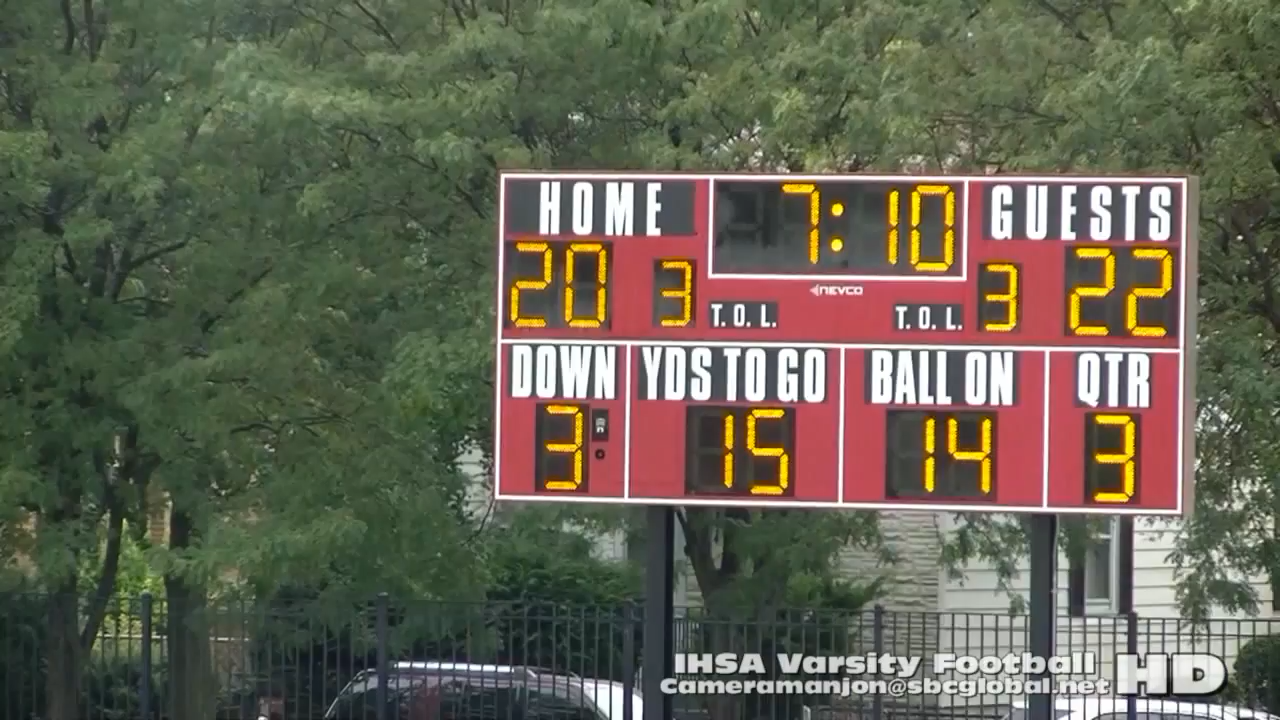 HOME 7:10 GUESTS
20 3 T.O.L. NEVCO T.O.L. 3 22
DOWN YDS TO GO BALL ON QTR
3 15 14 3
IHSA Varsity Football HD
Cameramanjon@sbcglobal.net